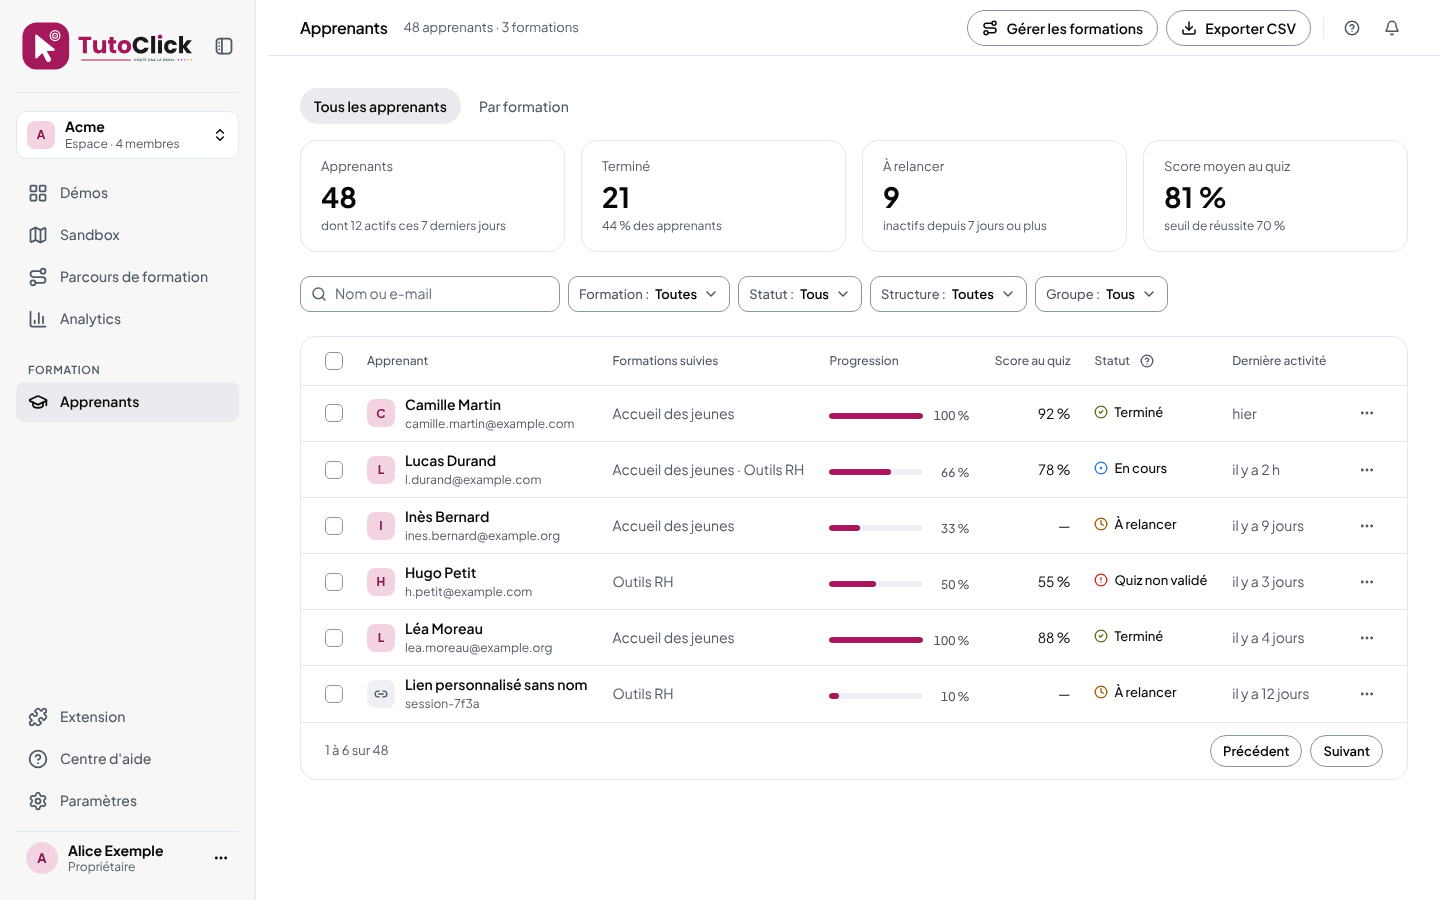 TutoClick
Acme
Espace · 4 membres
Démos
Sandbox
Parcours de formation
Analytics
FORMATION
Apprenants
Extension
Centre d'aide
Paramètres
Alice Exemple
Propriétaire
Apprenants 48 apprenants · 3 formations
Gérer les formations Exporter CSV
Tous les apprenants Par formation
Apprenants
48
dont 12 actifs ces 7 derniers jours
Terminé
21
44 % des apprenants
À relancer
9
inactifs depuis 7 jours ou plus
Score moyen au quiz
81 %
seuil de réussite 70 %
Nom ou e-mail Formation : Toutes Statut : Tous Structure : Toutes Groupe : Tous
Apprenant Formations suivies Progression Score au quiz Statut Dernière activité
C Camille Martin Accueil des jeunes 100 % 92 % Terminé hier
camille.martin@example.com
L Lucas Durand Accueil des jeunes · Outils RH 66 % 78 % En cours il y a 2 h
l.durand@example.com
I Inès Bernard Accueil des jeunes 33 % — À relancer il y a 9 jours
ines.bernard@example.org
H Hugo Petit Outils RH 50 % 55 % Quiz non validé il y a 3 jours
h.petit@example.com
L Léa Moreau Accueil des jeunes 100 % 88 % Terminé il y a 4 jours
lea.moreau@example.org
Lien personnalisé sans nom Outils RH 10 % — À relancer il y a 12 jours
session-7f3a
1 à 6 sur 48 Précédent Suivant
A
A